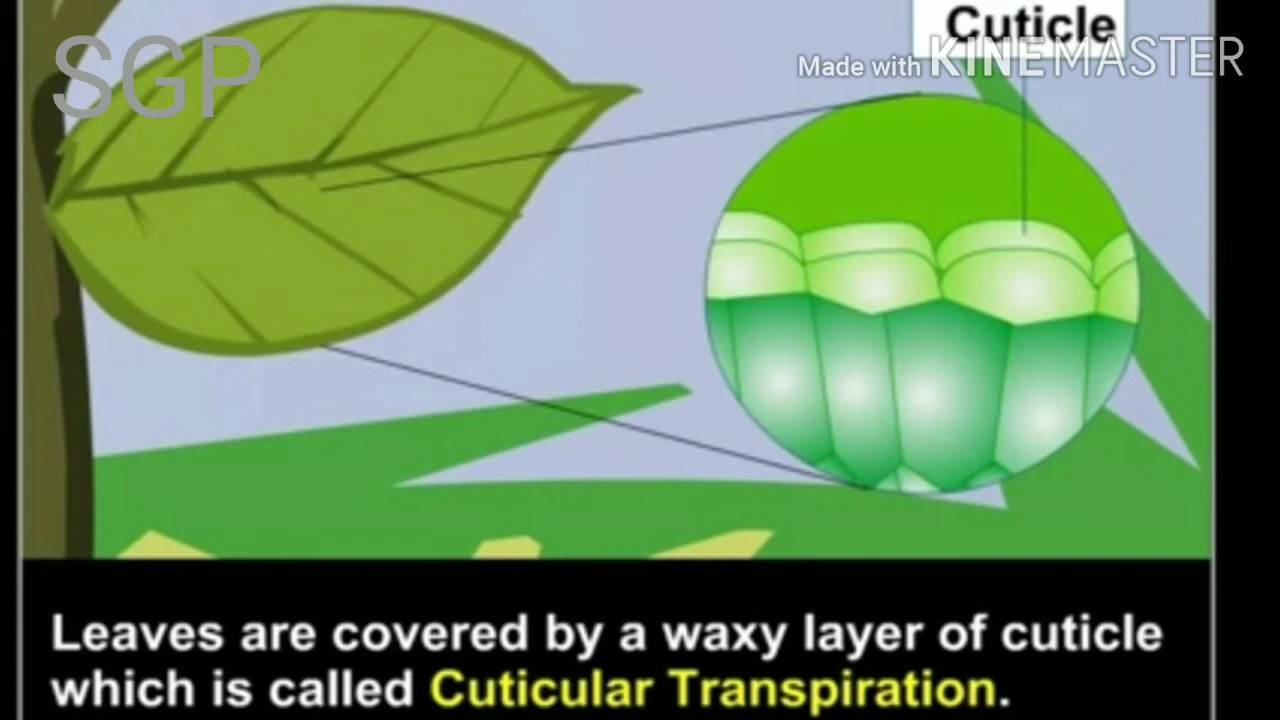 Cuticle
Made with KINEMASTER
SGP
Leaves are covered by a waxy layer of cuticle
which is called Cuticular Transpiration.